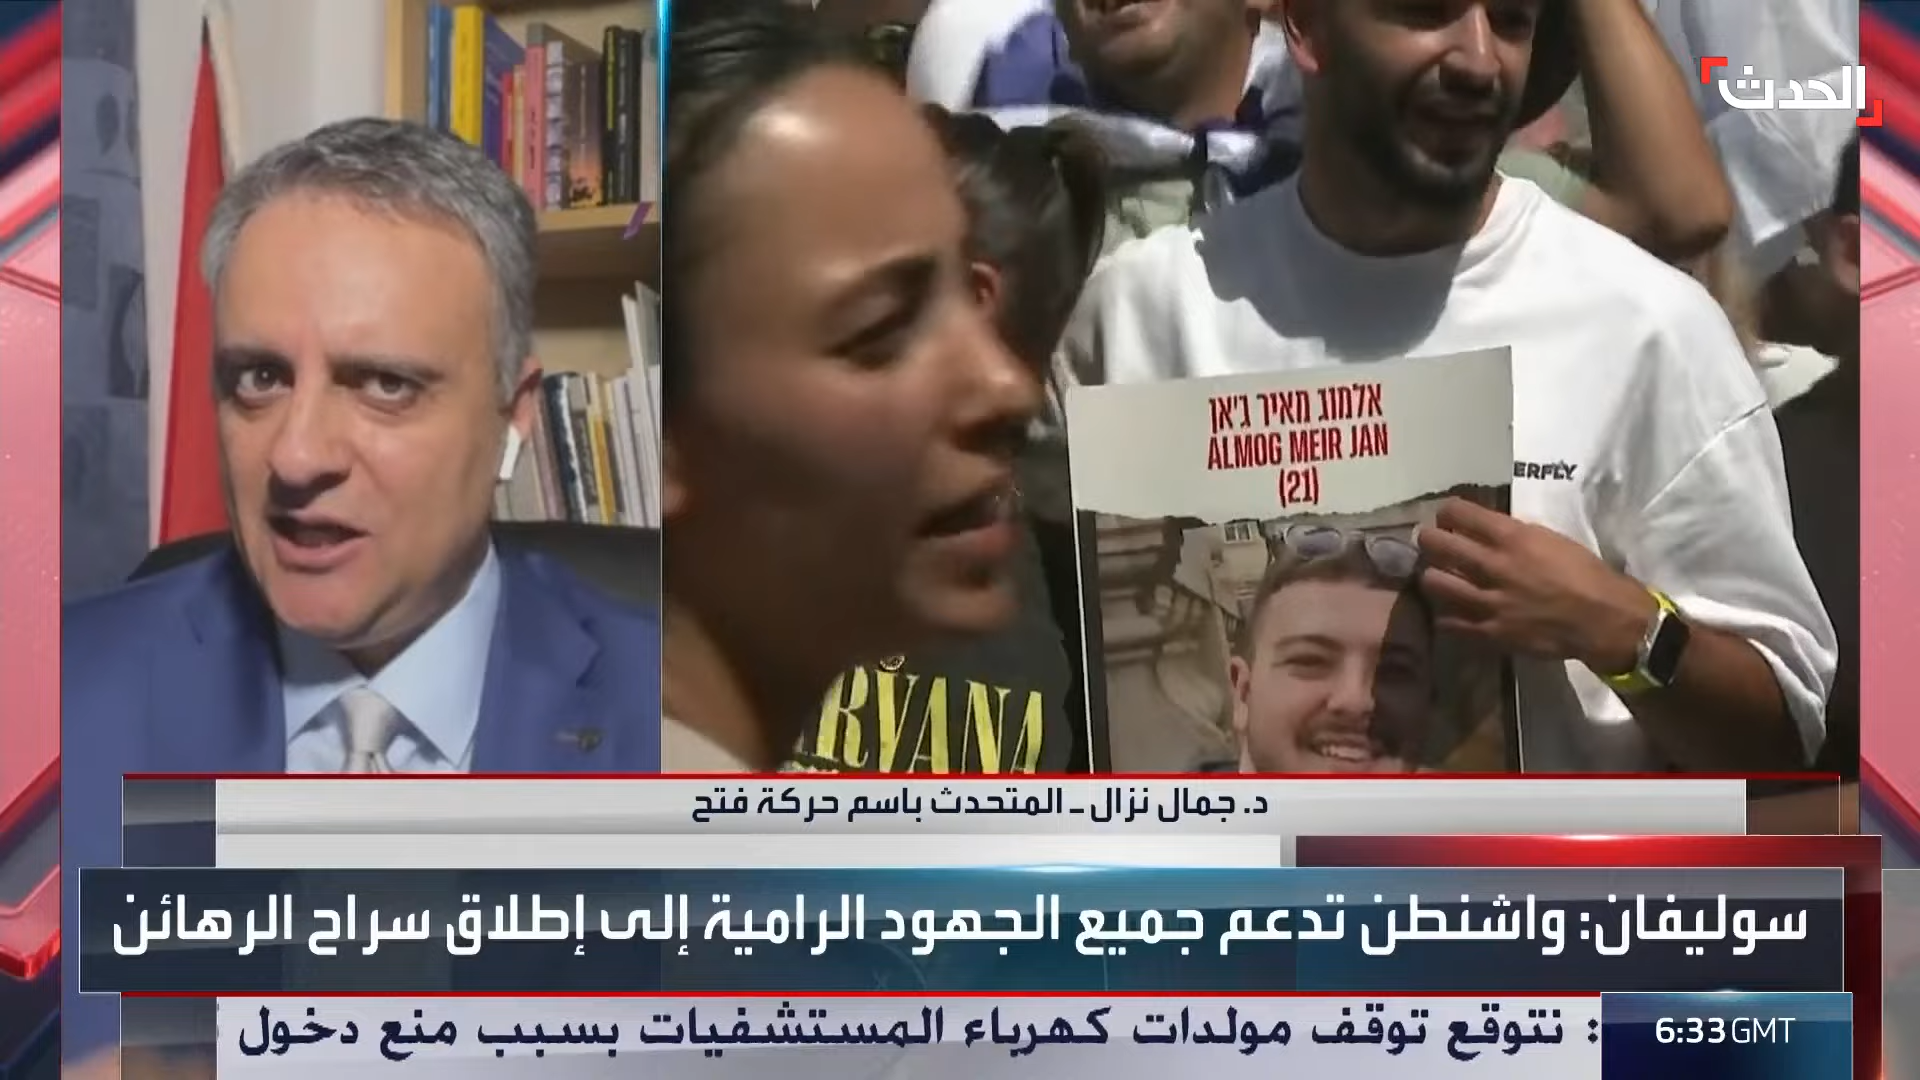 الحدث
אלמוג מאיר ג'אן
ALMOG MEIR JAN
(21)
ERFLY
RVANA
د. جمال نزال ـ المتحدث باسم حركة فتح
سوليفان: واشنطن تدعم جميع الجهود الرامية إلى إطلاق سراح الرهائن
: نتوقع توقف مولدات كهرباء المستشفيات بسبب منع دخول
6:33 GMT